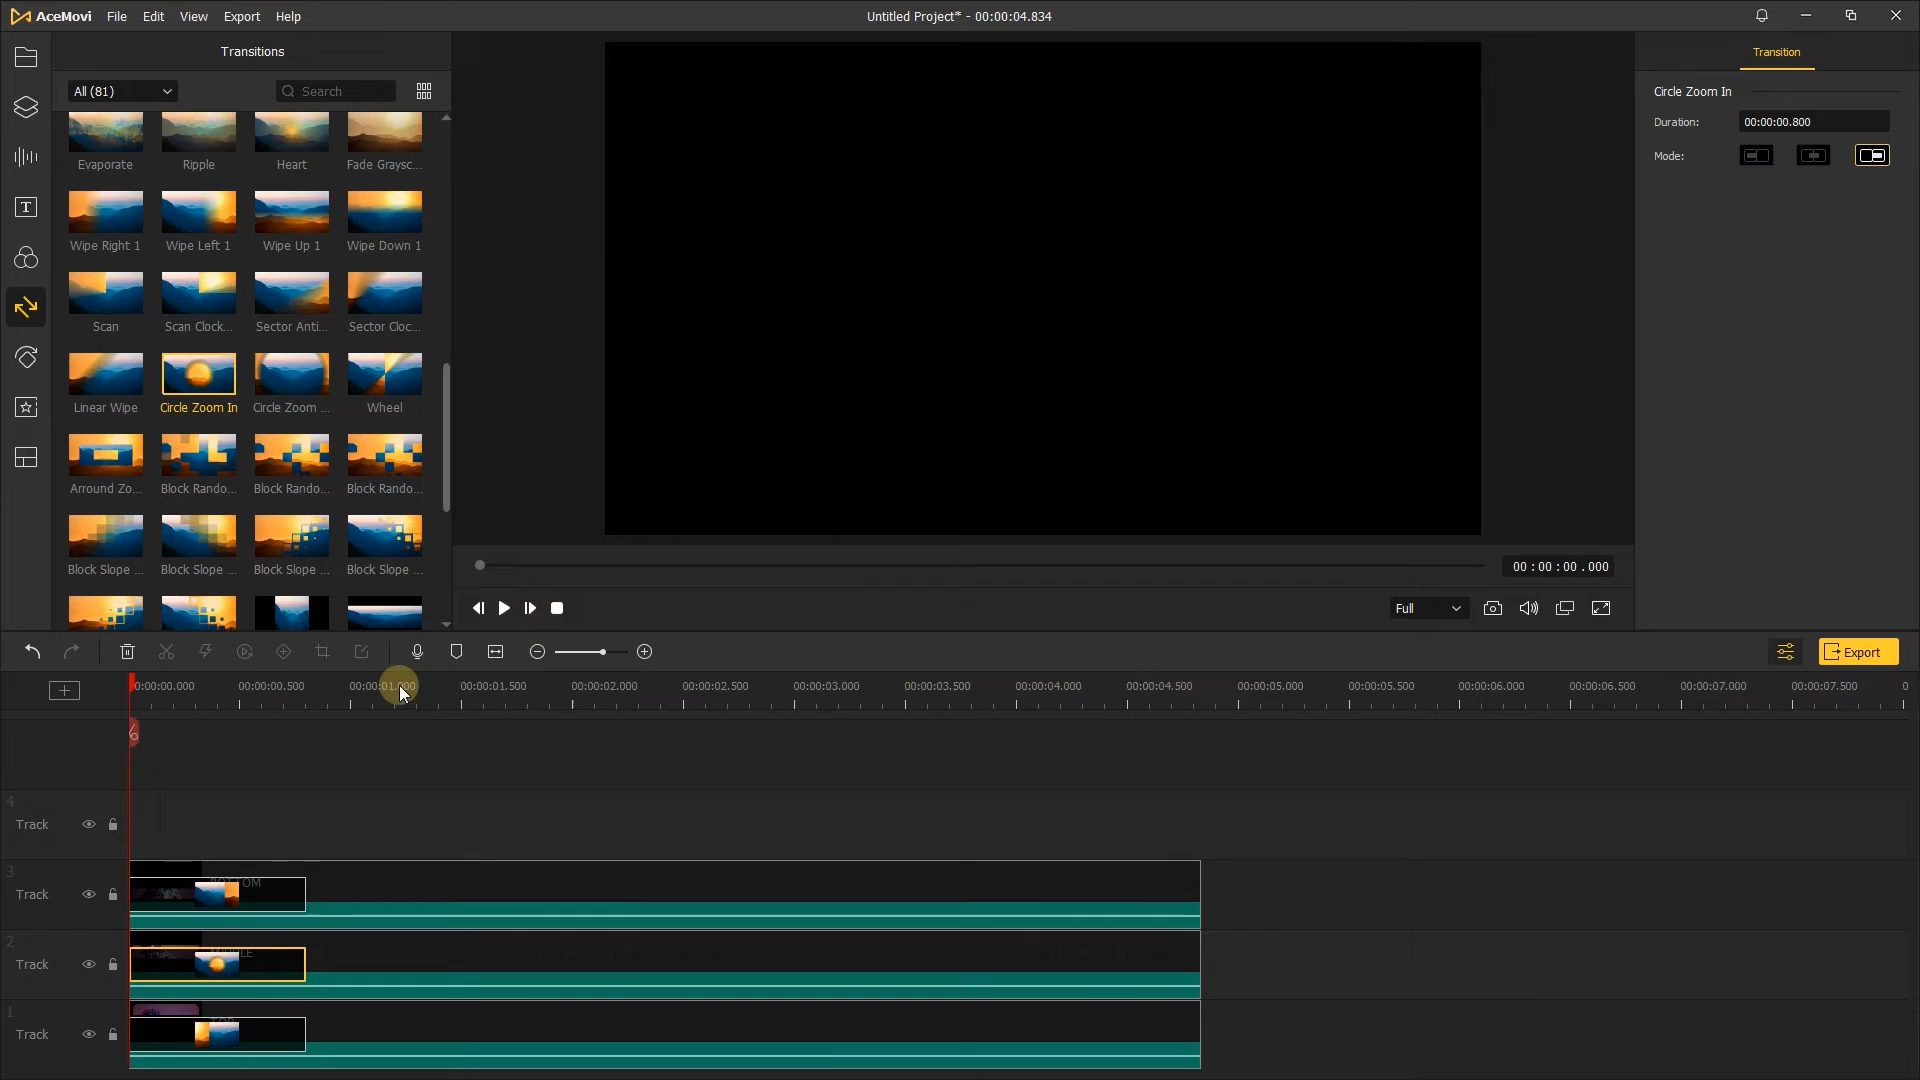 AceMovi File Edit View Export Help
Untitled Project* - 00:00:04.834
Transitions
All (81)
Search
Evaporate Ripple Heart Fade Graysc...
Wipe Right 1 Wipe Left 1 Wipe Up 1 Wipe Down 1
Scan Scan Clock... Sector Anti... Sector Cloc...
Linear Wipe Circle Zoom In Circle Zoom ... Wheel
Arround Zo... Block Rando... Block Rando... Block Rando...
Block Slope ... Block Slope ... Block Slope ... Block Slope ...
00 : 00 : 00 .000
Full
Transition
Circle Zoom In
Duration: 00:00:00.800
Mode:
Export
0:00:00.000 00:00:00.500 00:00:01.000 00:00:01.500 00:00:02.000 00:00:02.500 00:00:03.000 00:00:03.500 00:00:04.000 00:00:04.500 00:00:05.000 00:00:05.500 00:00:06.000 00:00:06.500 00:00:07.000 00:00:07.500 0
4
Track
3
Track
2
Track
1
Track